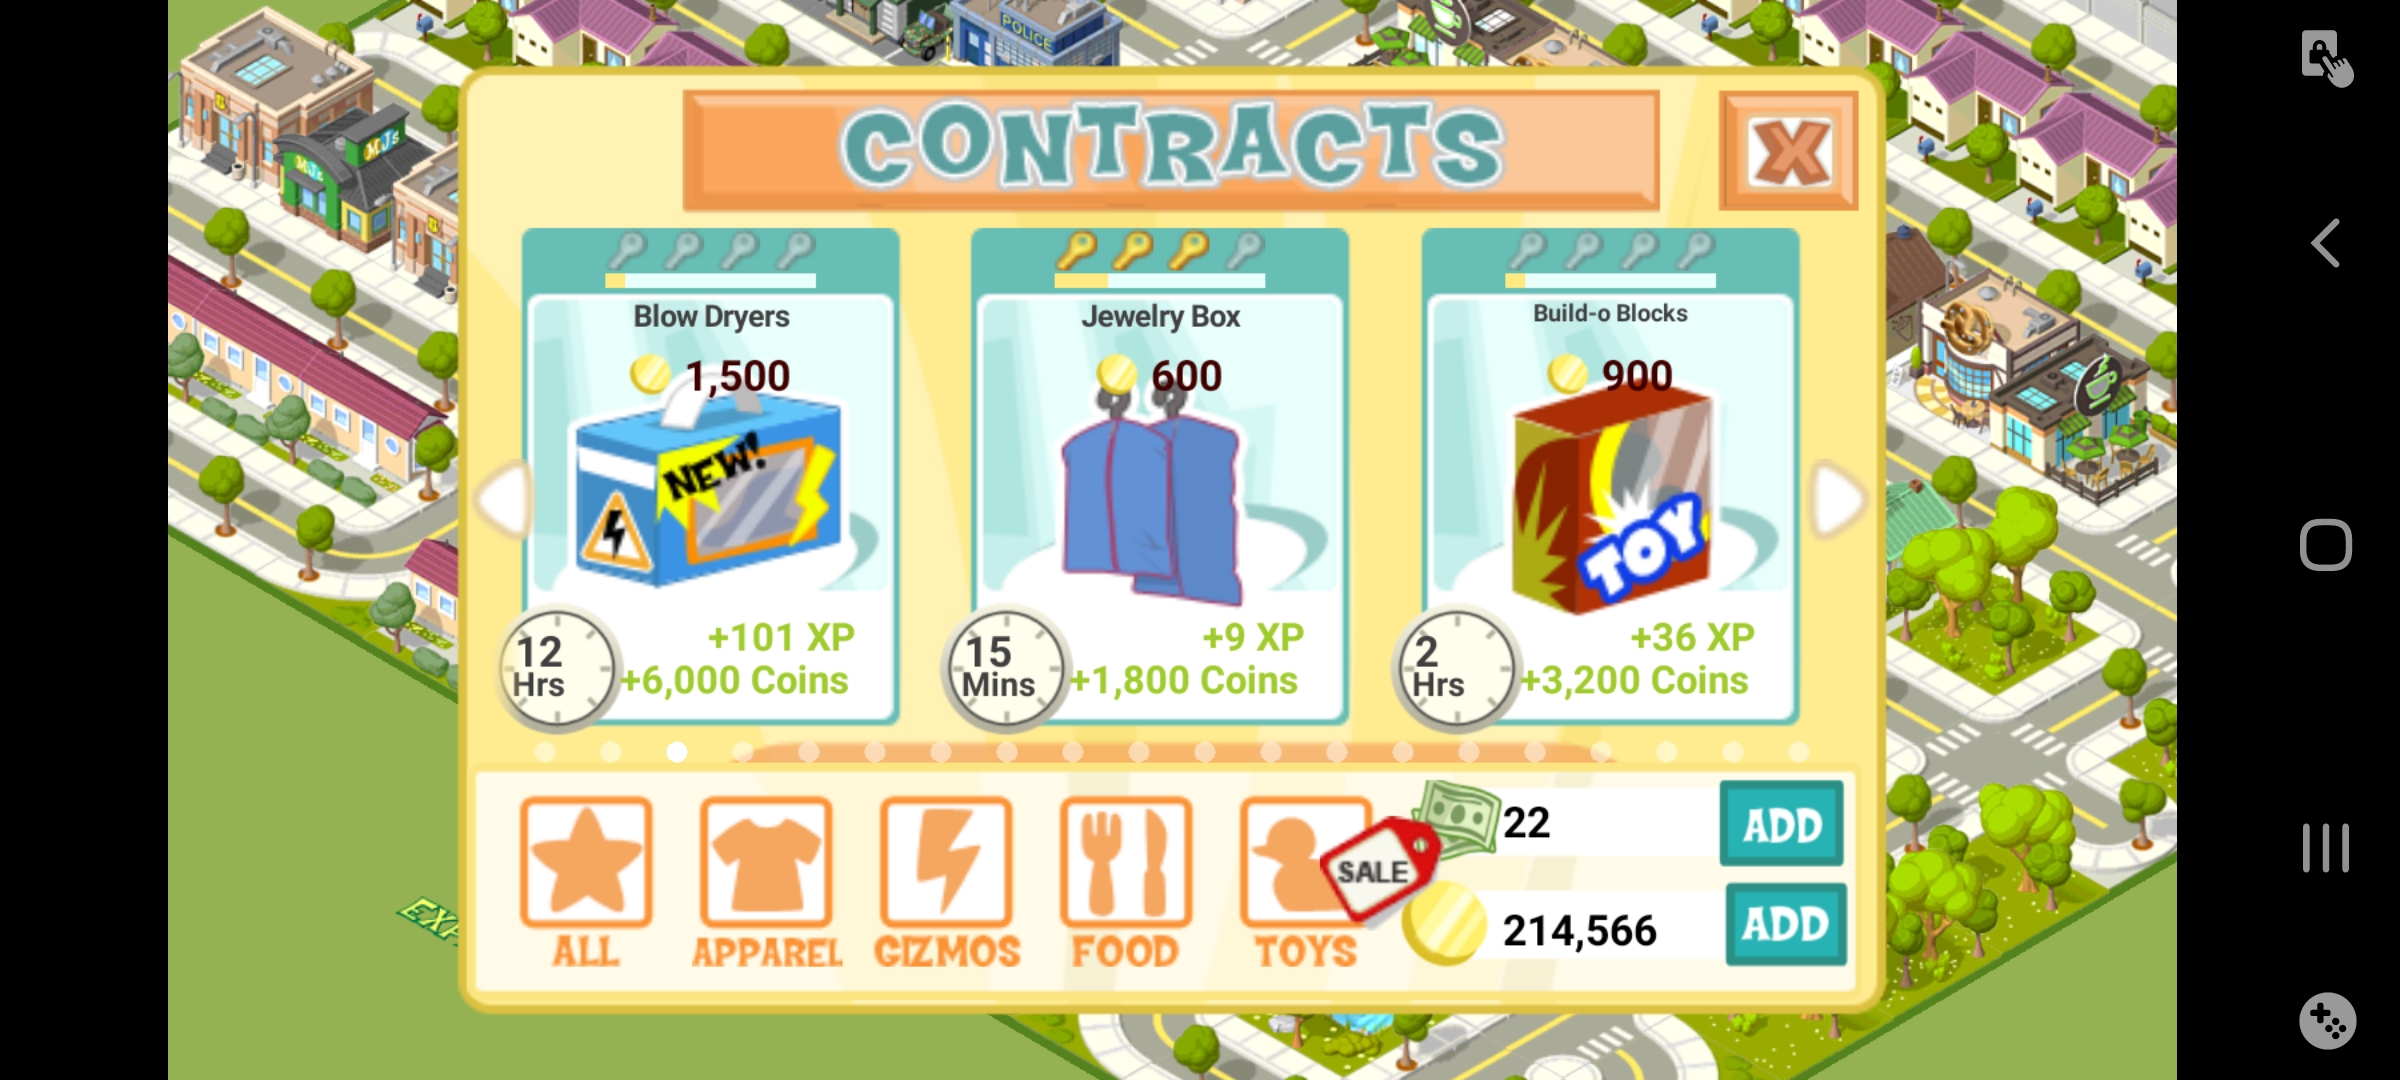 POLICE
MJs
MJs
CONTRACTS
X
Blow Dryers
1,500
NEW!
12
Hrs
+101 XP
+6,000 Coins
Jewelry Box
600
15
Mins
+9 XP
+1,800 Coins
Build-o Blocks
900
TOY
2
Hrs
+36 XP
+3,200 Coins
ALL
APPAREL
GIZMOS
FOOD
TOYS
SALE
22
ADD
214,566
ADD
EXP